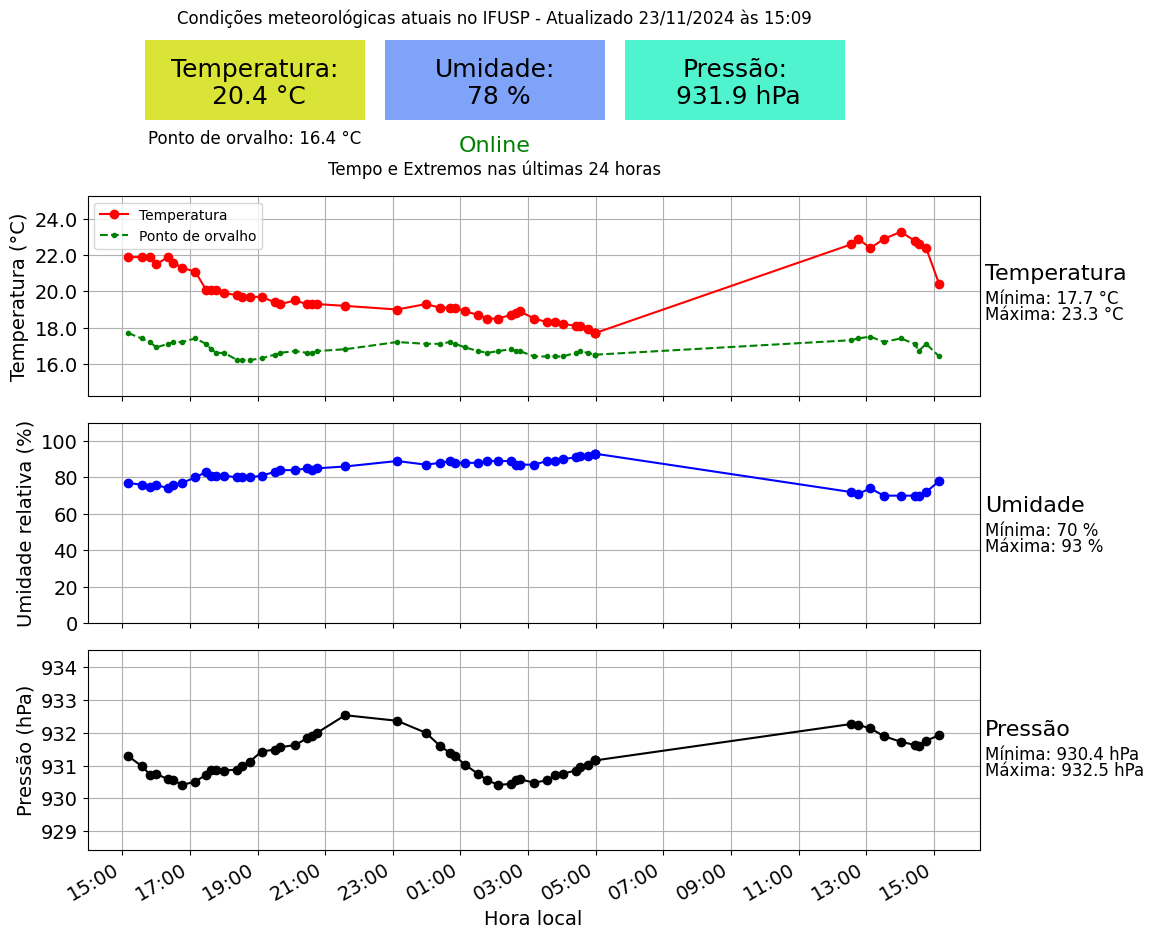 Condições meteorológicas atuais no IFUSP - Atualizado 23/11/2024 às 15:09
Temperatura:
20.4 °C
Umidade:
78 %
Pressão:
931.9 hPa
Ponto de orvalho: 16.4 °C
Online
Tempo e Extremos nas últimas 24 horas
Temperatura (°C)
24.0
22.0
20.0
18.0
16.0
Temperatura
Ponto de orvalho
Temperatura
Mínima: 17.7 °C
Máxima: 23.3 °C
Umidade relativa (%)
100
80
60
40
20
0
Umidade
Mínima: 70 %
Máxima: 93 %
Pressão (hPa)
934
933
932
931
930
929
Pressão
Mínima: 930.4 hPa
Máxima: 932.5 hPa
15:00 17:00 19:00 21:00 23:00 01:00 03:00 05:00 07:00 09:00 11:00 13:00 15:00
Hora local